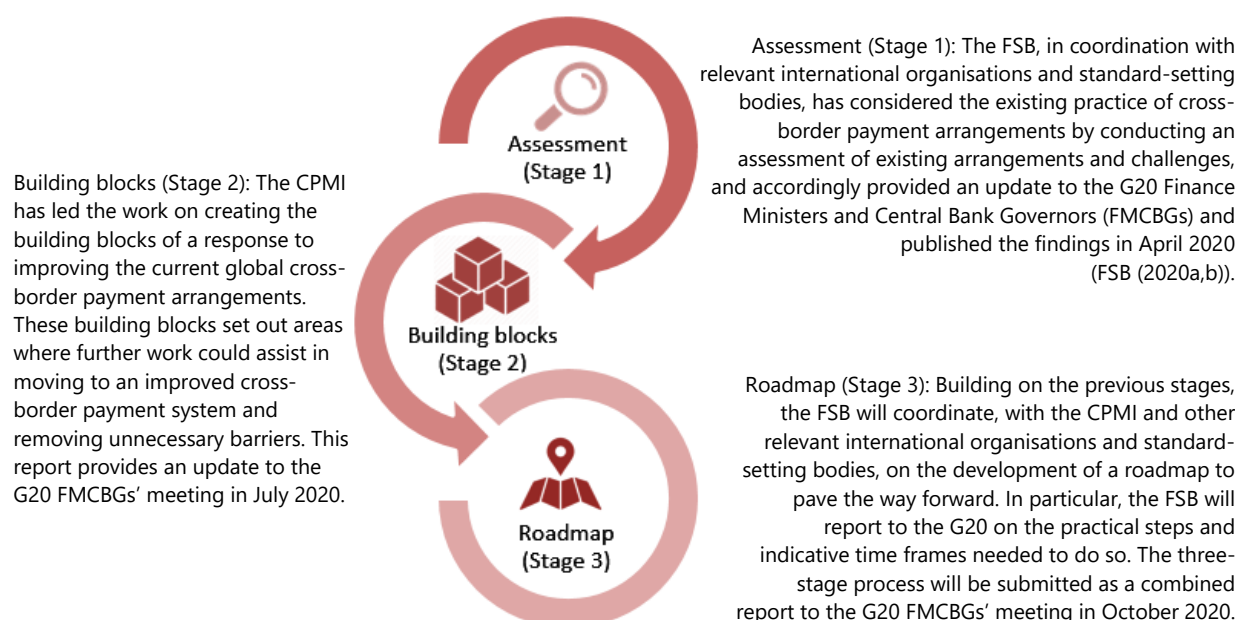 Assessment (Stage 1): The FSB, in coordination with
relevant international organisations and standard-setting
bodies, has considered the existing practice of cross-
border payment arrangements by conducting an
assessment of existing arrangements and challenges,
and accordingly provided an update to the G20 Finance
Ministers and Central Bank Governors (FMCBGs) and
published the findings in April 2020
(FSB (2020a,b)).
Assessment
(Stage 1)
Building blocks (Stage 2): The CPMI
has led the work on creating the
building blocks of a response to
improving the current global cross-
border payment arrangements.
These building blocks set out areas
where further work could assist in
moving to an improved cross-
border payment system and
removing unnecessary barriers. This
report provides an update to the
G20 FMCBGs’ meeting in July 2020.
Building blocks
(Stage 2)
Roadmap (Stage 3): Building on the previous stages,
the FSB will coordinate, with the CPMI and other
relevant international organisations and standard-
setting bodies, on the development of a roadmap to
pave the way forward. In particular, the FSB will
report to the G20 on the practical steps and
indicative time frames needed to do so. The three-
stage process will be submitted as a combined
report to the G20 FMCBGs’ meeting in October 2020.
Roadmap
(Stage 3)